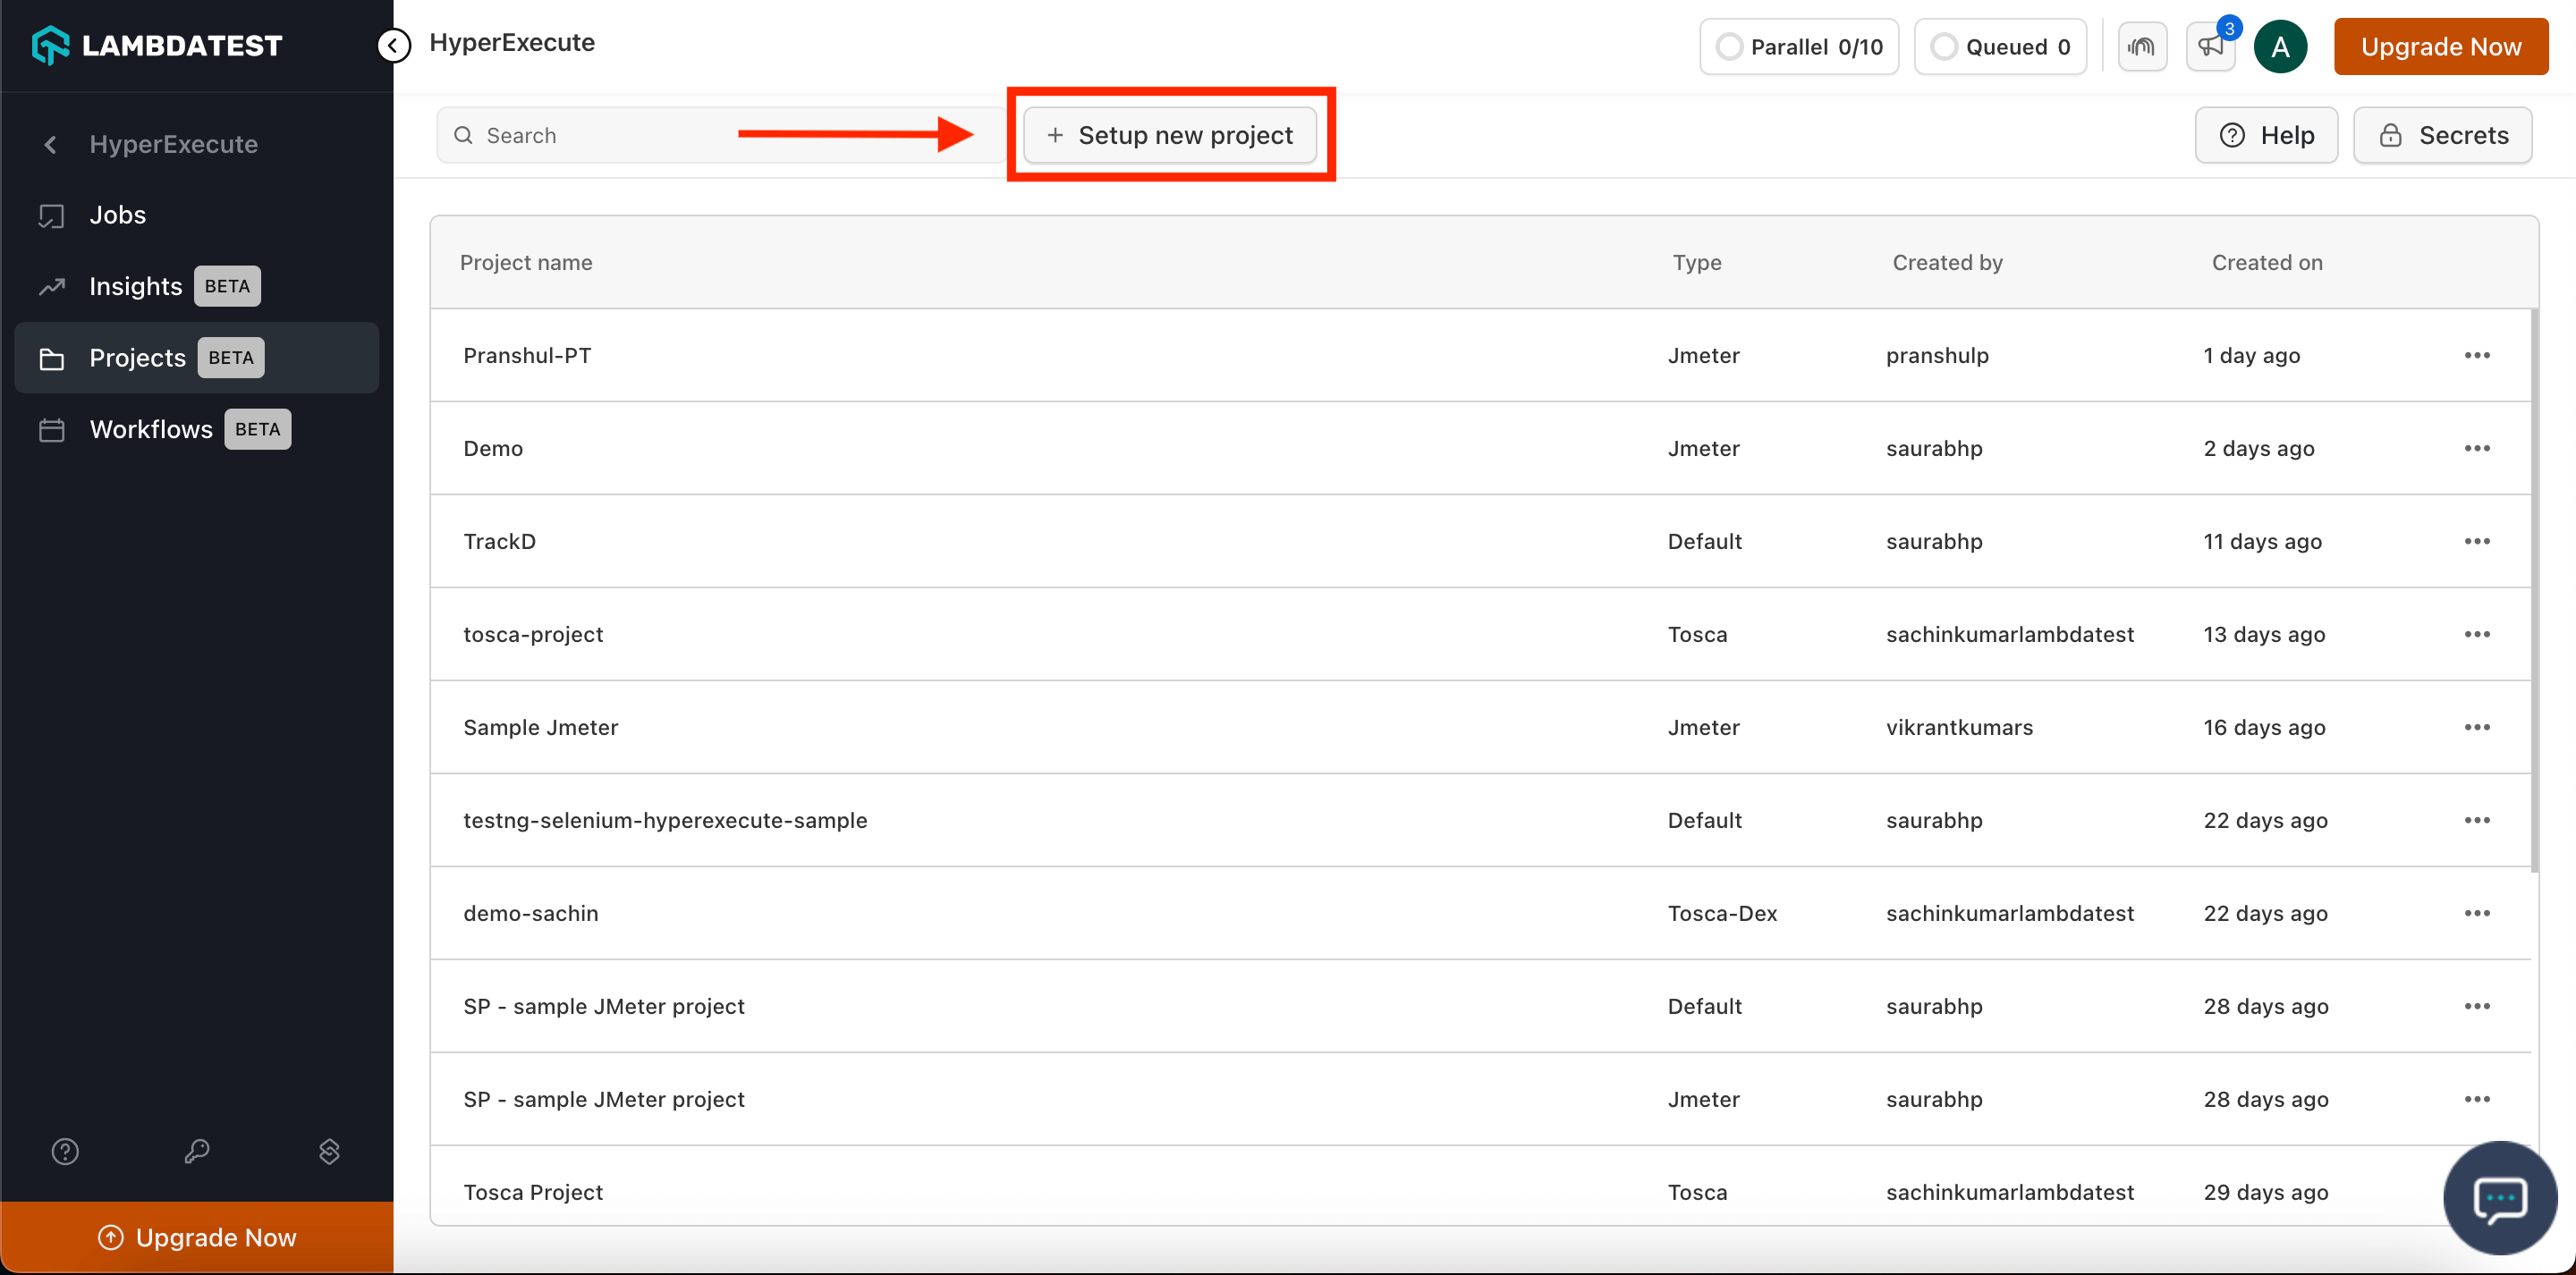 LAMBDATEST
HyperExecute
Parallel 0/10
Queued 0
3
A
Upgrade Now
HyperExecute
Jobs
Insights BETA
Projects BETA
Workflows BETA
Upgrade Now
Search
+ Setup new project
Help
Secrets
Project name Type Created by Created on
Pranshul-PT Jmeter pranshulp 1 day ago
Demo Jmeter saurabhp 2 days ago
TrackD Default saurabhp 11 days ago
tosca-project Tosca sachinkumarlambdatest 13 days ago
Sample Jmeter Jmeter vikrantkumars 16 days ago
testng-selenium-hyperexecute-sample Default saurabhp 22 days ago
demo-sachin Tosca-Dex sachinkumarlambdatest 22 days ago
SP - sample JMeter project Default saurabhp 28 days ago
SP - sample JMeter project Jmeter saurabhp 28 days ago
Tosca Project Tosca sachinkumarlambdatest 29 days ago